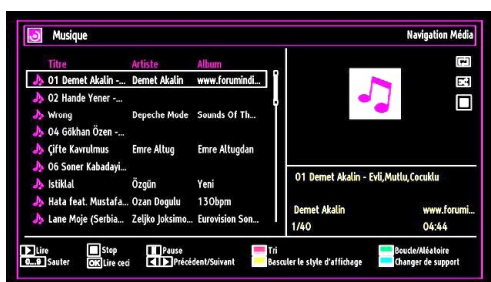 Musique
Navigation Média
Titre Artiste Album
01 Demet Akalin -... Demet Akalin www.forumindi...
02 Hande Yener -...
Wrong Depeche Mode Sounds Of Th...
04 Gökhan Özen -...
Çifte Kavrulmus Emre Altug Emre Altugdan
06 Soner Kabadayi...
Istiklal Özgün Yeni
Hata feat. Mustafa... Ozan Dogulu 130bpm
Lane Moje (Serbia... Zeljko Joksimo... Eurovision Son...
01 Demet Akalin - Evli,Mutlu,Cocuklu
Demet Akalin www.forumi...
1/40 04:44
Lire Stop Pause Tri Boucle/Aléatoire
0...9 Sauter OK Lire ceci Précédent/Suivant Basculer le style d'affichage Changer de support